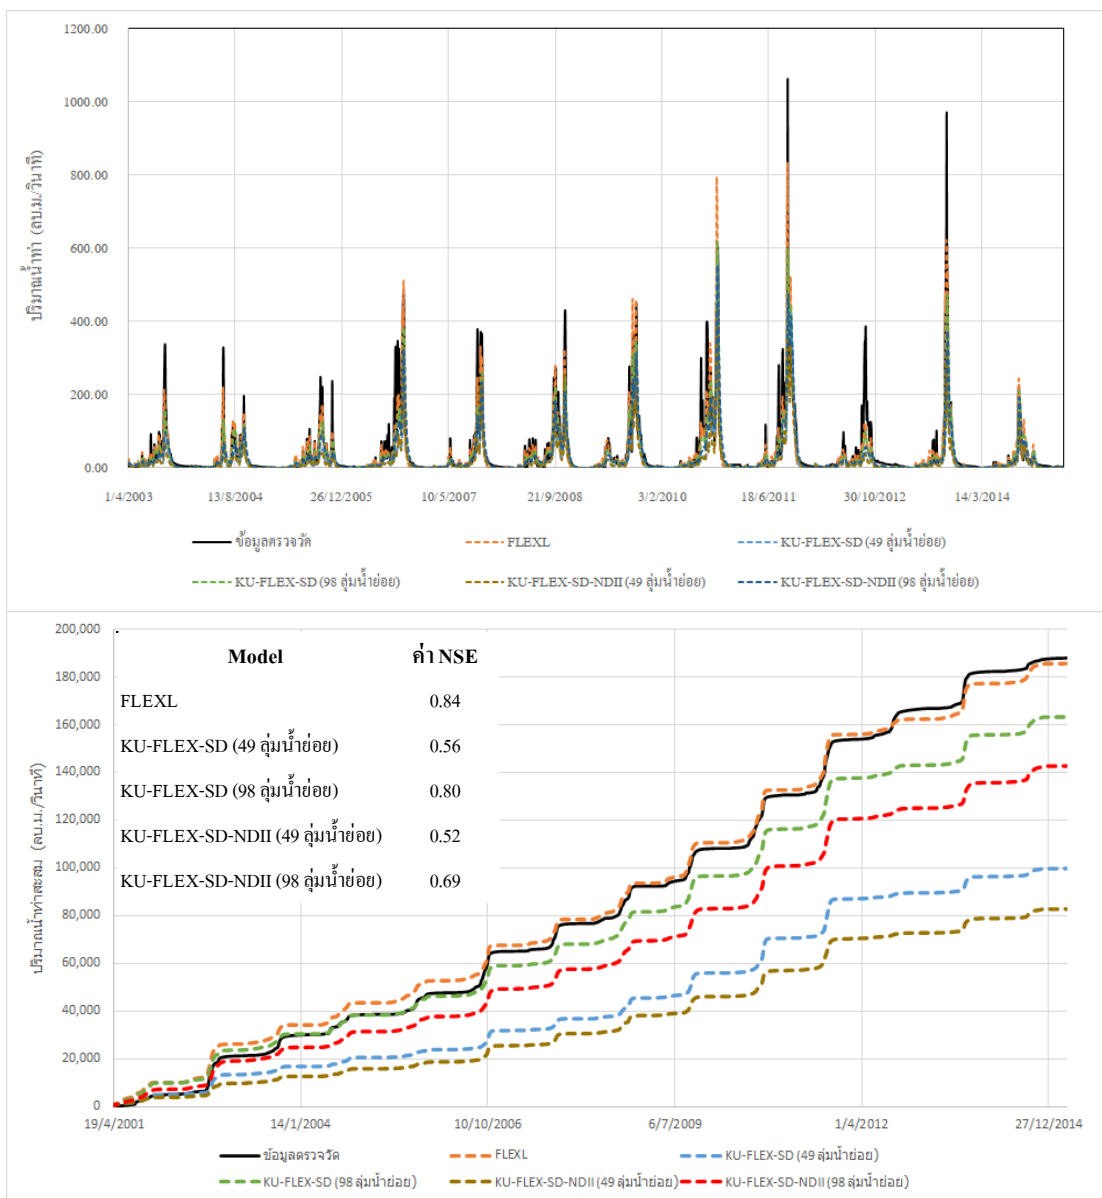 1200.00
1000.00
800.00
600.00
400.00
200.00
0.00
ปริมาณน้ำท่า (ลบ.ม./วินาที)
1/4/2003 13/8/2004 26/12/2005 10/5/2007 21/9/2008 3/2/2010 18/6/2011 30/10/2012 14/3/2014
ข้อมูลตรวจวัด FLEXL KU-FLEX-SD (49 ลุ่มน้ำย่อย)
KU-FLEX-SD (98 ลุ่มน้ำย่อย) KU-FLEX-SD-NDII (49 ลุ่มน้ำย่อย) KU-FLEX-SD-NDII (98 ลุ่มน้ำย่อย)
200,000
180,000
160,000
140,000
120,000
100,000
80,000
60,000
40,000
20,000
0
ปริมาณน้ำท่าสะสม (ลบ.ม./วินาที)
Model ค่า NSE
FLEXL 0.84
KU-FLEX-SD (49 ลุ่มน้ำย่อย) 0.56
KU-FLEX-SD (98 ลุ่มน้ำย่อย) 0.80
KU-FLEX-SD-NDII (49 ลุ่มน้ำย่อย) 0.52
KU-FLEX-SD-NDII (98 ลุ่มน้ำย่อย) 0.69
19/4/2001 14/1/2004 10/10/2006 6/7/2009 1/4/2012 27/12/2014
ข้อมูลตรวจวัด FLEXL KU-FLEX-SD (49 ลุ่มน้ำย่อย)
KU-FLEX-SD (98 ลุ่มน้ำย่อย) KU-FLEX-SD-NDII (49 ลุ่มน้ำย่อย) KU-FLEX-SD-NDII (98 ลุ่มน้ำย่อย)